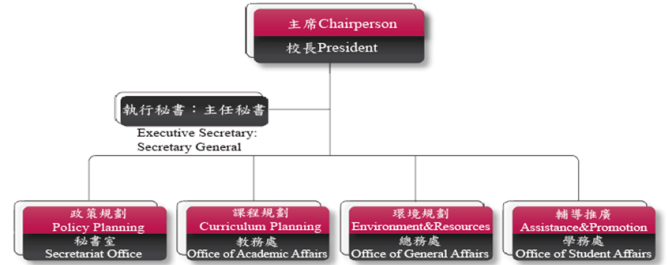 主席Chairperson
校長President
執行秘書：主任秘書
Executive Secretary:
Secretary General
政策規劃
Policy Planning
秘書室
Secretariat Office
課程規劃
Curriculum Planning
教務處
Office of Academic Affairs
環境規劃
Environment&Resources
總務處
Office of General Affairs
輔導推廣
Assistance&Promotion
學務處
Office of Student Affairs